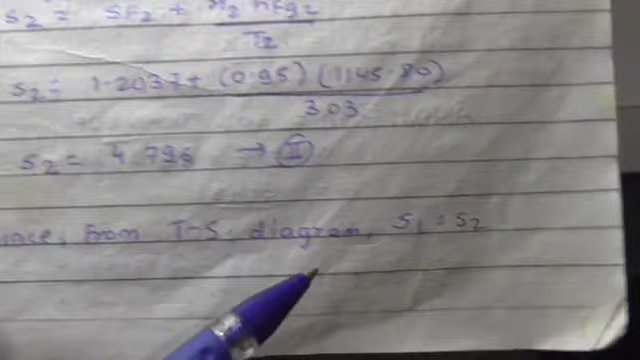 S2 = SF2 + x2 hFg2
T2
S2 = 1.2037 + (0.95) (1145.80)
303
S2 = 4.796 → II
from T-S diagram, S1 = S2